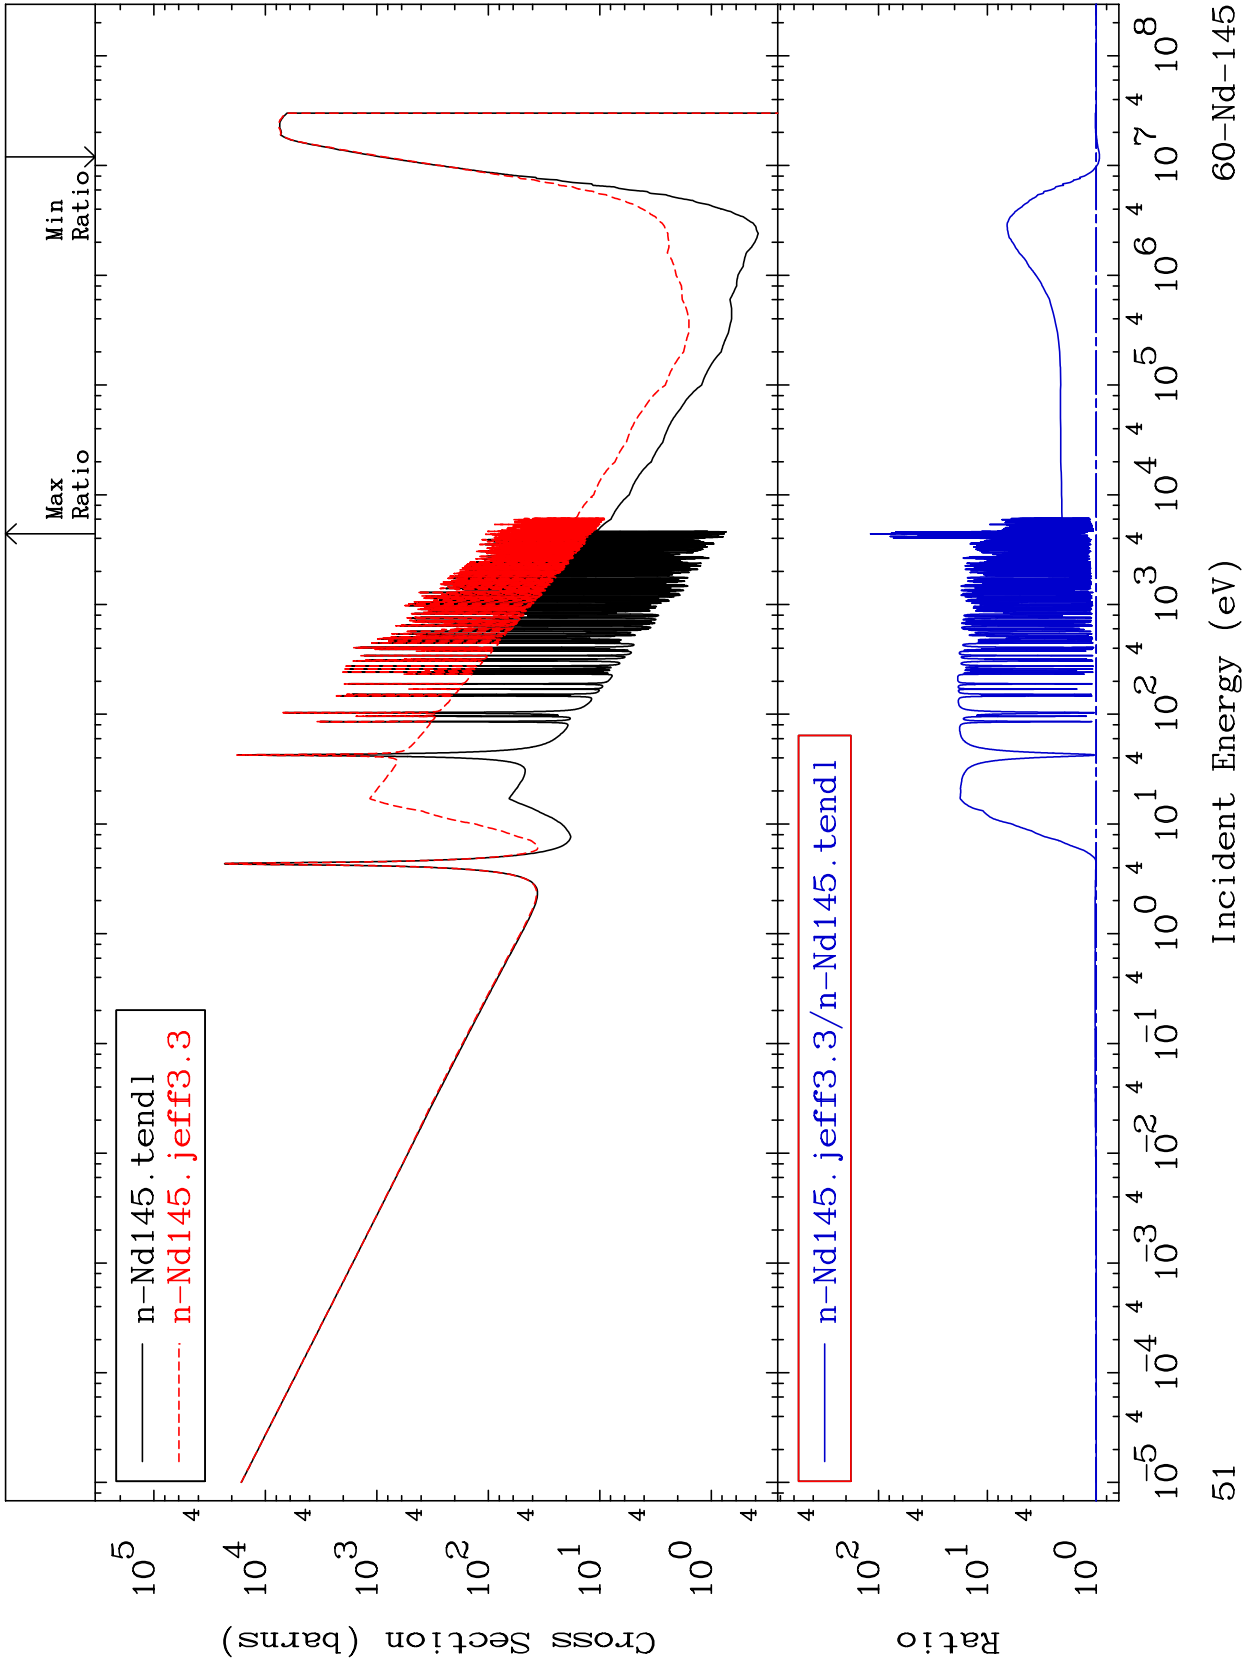 Max
Ratio
Min
Ratio
n-Nd145.tendl
n-Nd145.jeff3.3
Cross Section (barns)
10^5
4
10^4
4
10^3
4
10^2
4
10^1
4
10^0
4
n-Nd145.jeff3.3/n-Nd145.tendl
Ratio
4
10^2
4
10^1
4
10^0
10^-5 4 10^-4 4 10^-3 4 10^-2 4 10^-1 4 10^0 4 10^1 4 10^2 4 10^3 4 10^4 4 10^5 4 10^6 4 10^7 4 10^8
51
Incident Energy (eV)
60-Nd-145